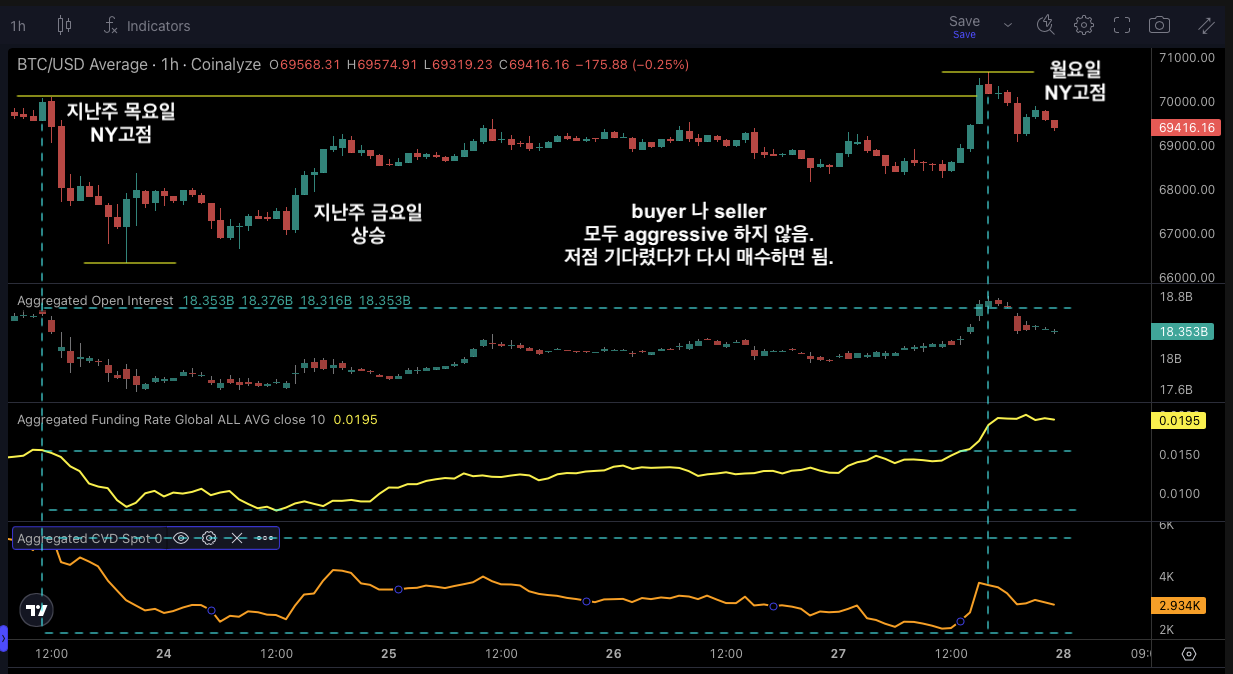 1h
Indicators
Save
Save
BTC/USD Average · 1h · Coinalyze O69568.31 H69574.91 L69319.23 C69416.16 −175.88 (−0.25%)
71000.00
월요일
NY고점
지난주 목요일
NY고점
70000.00
69416.16
69000.00
68000.00
지난주 금요일
상승
buyer 나 seller
모두 aggressive 하지 않음.
저점 기다렸다가 다시 매수하면 됨.
67000.00
66000.00
Aggregated Open Interest 18.353B 18.376B 18.316B 18.353B
18.8B
18.353B
18B
17.6B
Aggregated Funding Rate Global ALL AVG close 10 0.0195
0.0195
0.0150
0.0100
Aggregated CVD Spot 0
6K
4K
2.934K
2K
12:00 24 12:00 25 12:00 26 12:00 27 12:00 28 09: